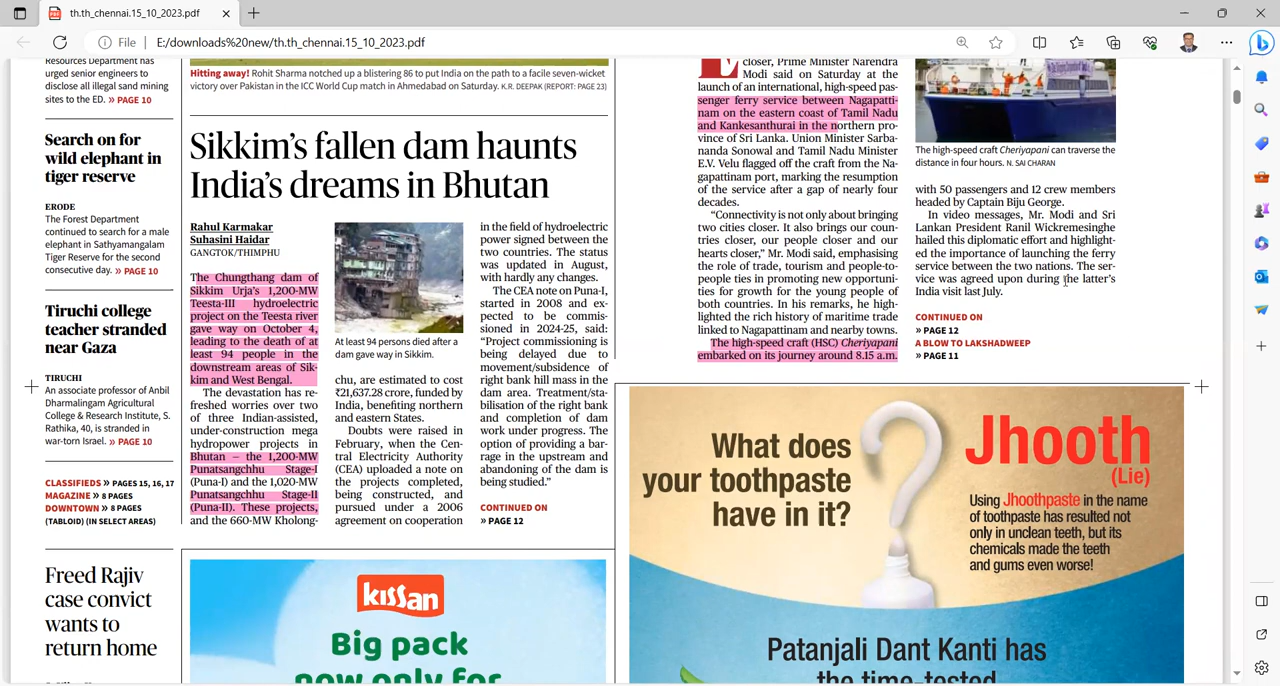 th.th_chennai.15_10_2023.pdf
File
E:/downloads%20new/th.th_chennai.15_10_2023.pdf
Resources Department has
urged senior engineers to
disclose all illegal sand mining
sites to the ED. » PAGE 10
Search on for
wild elephant in
tiger reserve
ERODE
The Forest Department
continued to search for a male
elephant in Sathyamangalam
Tiger Reserve for the second
consecutive day. » PAGE 10
Tiruchi college
teacher stranded
near Gaza
TIRUCHI
An associate professor of Anbil
Dharmalingam Agricultural
College & Research Institute, S.
Rathika, 40, is stranded in
war-torn Israel. » PAGE 10
CLASSIFIEDS » PAGES 15, 16, 17
MAGAZINE » 8 PAGES
DOWNTOWN » 8 PAGES
(TABLOID) (IN SELECT AREAS)
Freed Rajiv
case convict
wants to
return home
Hitting away! Rohit Sharma notched up a blistering 86 to put India on the path to a facile seven-wicket
victory over Pakistan in the ICC World Cup match in Ahmedabad on Saturday. K.R. DEEPAK (REPORT: PAGE 23)
Sikkim's fallen dam haunts
India's dreams in Bhutan
Rahul Karmakar
Suhasini Haidar
GANGTOK/THIMPHU
The Chungthang dam of
Sikkim Urja's 1,200-MW
Teesta-III hydroelectric
project on the Teesta river
gave way on October 4,
leading to the death of at
least 94 people in the
downstream areas of Sik-
kim and West Bengal.
The devastation has re-
freshed worries over two
of three Indian-assisted,
under-construction mega
hydropower projects in
Bhutan – the 1,200-MW
Punatsangchhu Stage-I
(Puna-I) and the 1,020-MW
Punatsangchhu Stage-II
(Puna-II). These projects,
and the 660-MW Kholong-
At least 94 persons died after a
dam gave way in Sikkim.
chu, are estimated to cost
₹21,637.28 crore, funded by
India, benefiting northern
and eastern States.
Doubts were raised in
February, when the Cen-
tral Electricity Authority
(CEA) uploaded a note on
the projects completed,
being constructed, and
pursued under a 2006
agreement on cooperation
in the field of hydroelectric
power signed between the
two countries. The status
was updated in August,
with hardly any changes.
The CEA note on Puna-I,
started in 2008 and ex-
pected to be commis-
sioned in 2024-25, said:
“Project commissioning is
being delayed due to
movement/subsidence of
right bank hill mass in the
dam area. Treatment/sta-
bilisation of the right bank
and completion of dam
work under progress. The
option of providing a bar-
rage in the upstream and
abandoning of the dam is
being studied.”
CONTINUED ON
» PAGE 12
closer, Prime Minister Narendra
Modi said on Saturday at the
launch of an international, high-speed pas-
senger ferry service between Nagapatti-
nam on the eastern coast of Tamil Nadu
and Kankesanthurai in the northern pro-
vince of Sri Lanka. Union Minister Sarba-
nanda Sonowal and Tamil Nadu Minister
E.V. Velu flagged off the craft from the Na-
gapattinam port, marking the resumption
of the service after a gap of nearly four
decades.
“Connectivity is not only about bringing
two cities closer. It also brings our coun-
tries closer, our people closer and our
hearts closer,” Mr. Modi said, emphasising
the role of trade, tourism and people-to-
people ties in promoting new opportuni-
ties for growth for the young people of
both countries. In his remarks, he high-
lighted the rich history of maritime trade
linked to Nagapattinam and nearby towns.
The high-speed craft (HSC) Cheriyapani
embarked on its journey around 8.15 a.m.
The high-speed craft Cheriyapani can traverse the
distance in four hours. N. SAI CHARAN
with 50 passengers and 12 crew members
headed by Captain Biju George.
In video messages, Mr. Modi and Sri
Lankan President Ranil Wickremesinghe
hailed this diplomatic effort and highlight-
ed the importance of launching the ferry
service between the two nations. The ser-
vice was agreed upon during the latter's
India visit last July.
CONTINUED ON
» PAGE 12
A BLOW TO LAKSHADWEEP
» PAGE 11
kissan
Big pack
now only for
What does
your toothpaste
have in it?
Jhooth
(Lie)
Using Jhoothpaste in the name
of toothpaste has resulted not
only in unclean teeth, but its
chemicals made the teeth
and gums even worse!
Patanjali Dant Kanti has
the time-tested